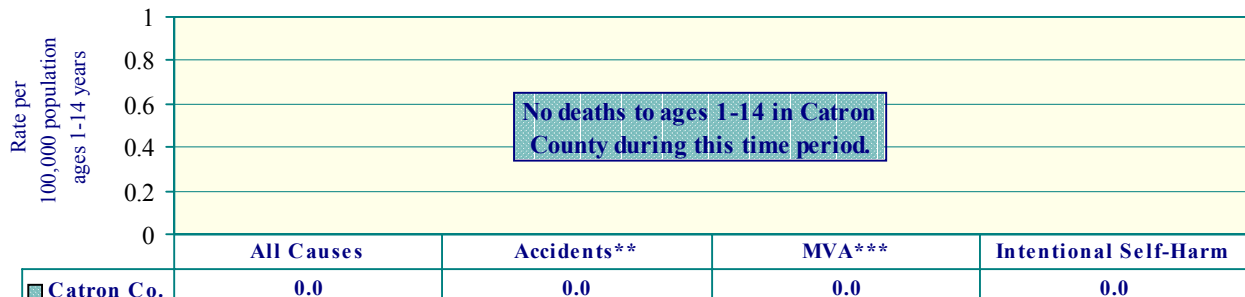 Rate per
100,000 population
ages 1-14 years
1
0.8
0.6
0.4
0.2
0
No deaths to ages 1-14 in Catron
County during this time period.
All Causes Accidents** MVA*** Intentional Self-Harm
Catron Co. 0.0 0.0 0.0 0.0